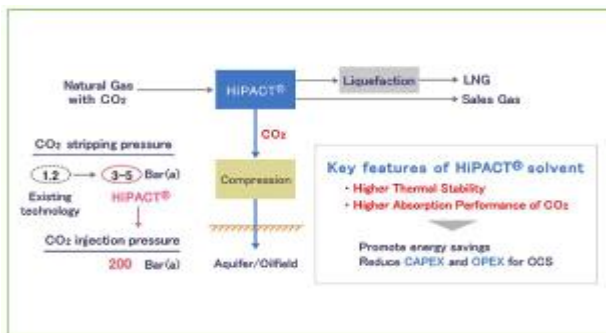 Natural Gas
with CO₂
HiPACT®
Liquefaction
LNG
Sales Gas
CO₂
CO₂ stripping pressure
1.2
3-5
Bar(a)
Existing
technology
HiPACT®
CO₂ injection pressure
200 Bar(a)
Compression
Aquifer/Oilfield
Key features of HiPACT® solvent
・Higher Thermal Stability
・Higher Absorption Performance of CO₂
Promote energy savings
Reduce CAPEX and OPEX for CCS